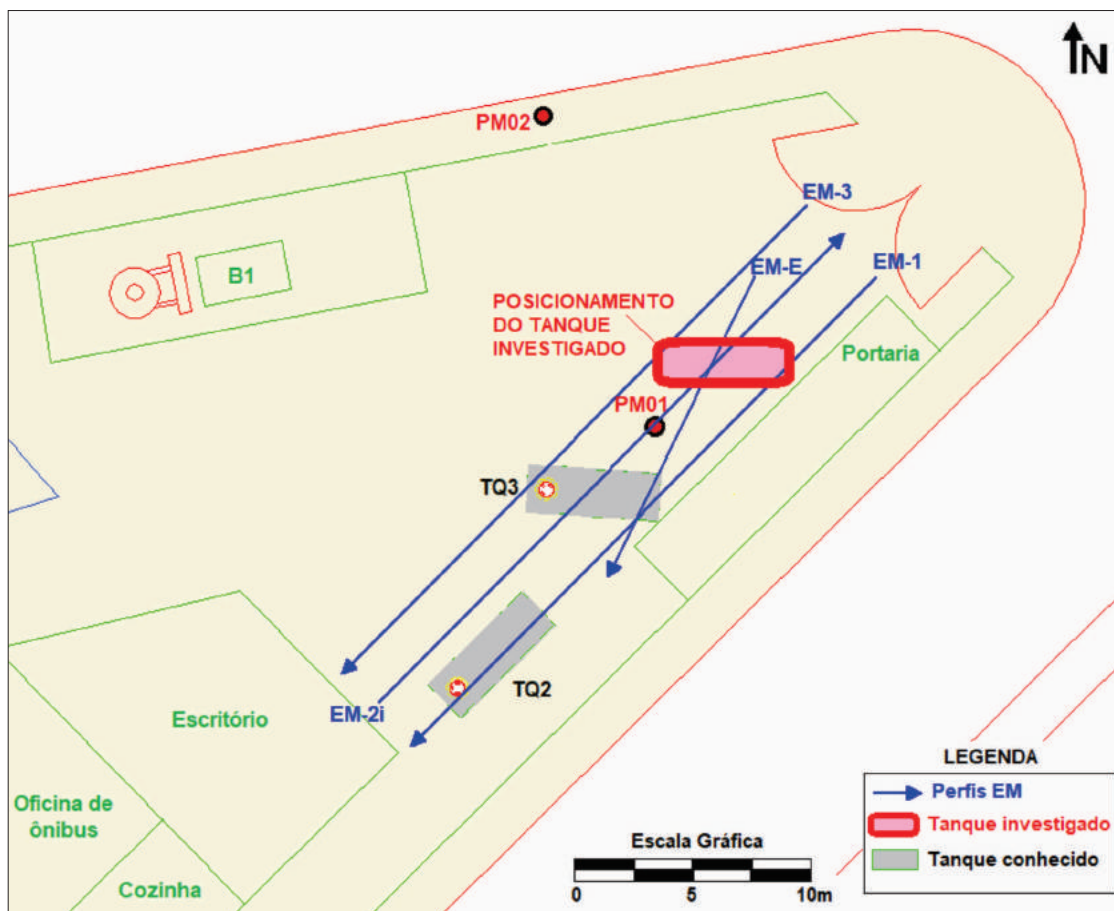 N
PM02
EM-3
B1
EM-E
EM-1
POSICIONAMENTO
DO TANQUE
INVESTIGADO
Portaria
PM01
TQ3
TQ2
EM-2i
Escritório
LEGENDA
Perfis EM
Tanque investigado
Tanque conhecido
Oficina de
ônibus
Cozinha
Escala Gráfica
0 5 10m